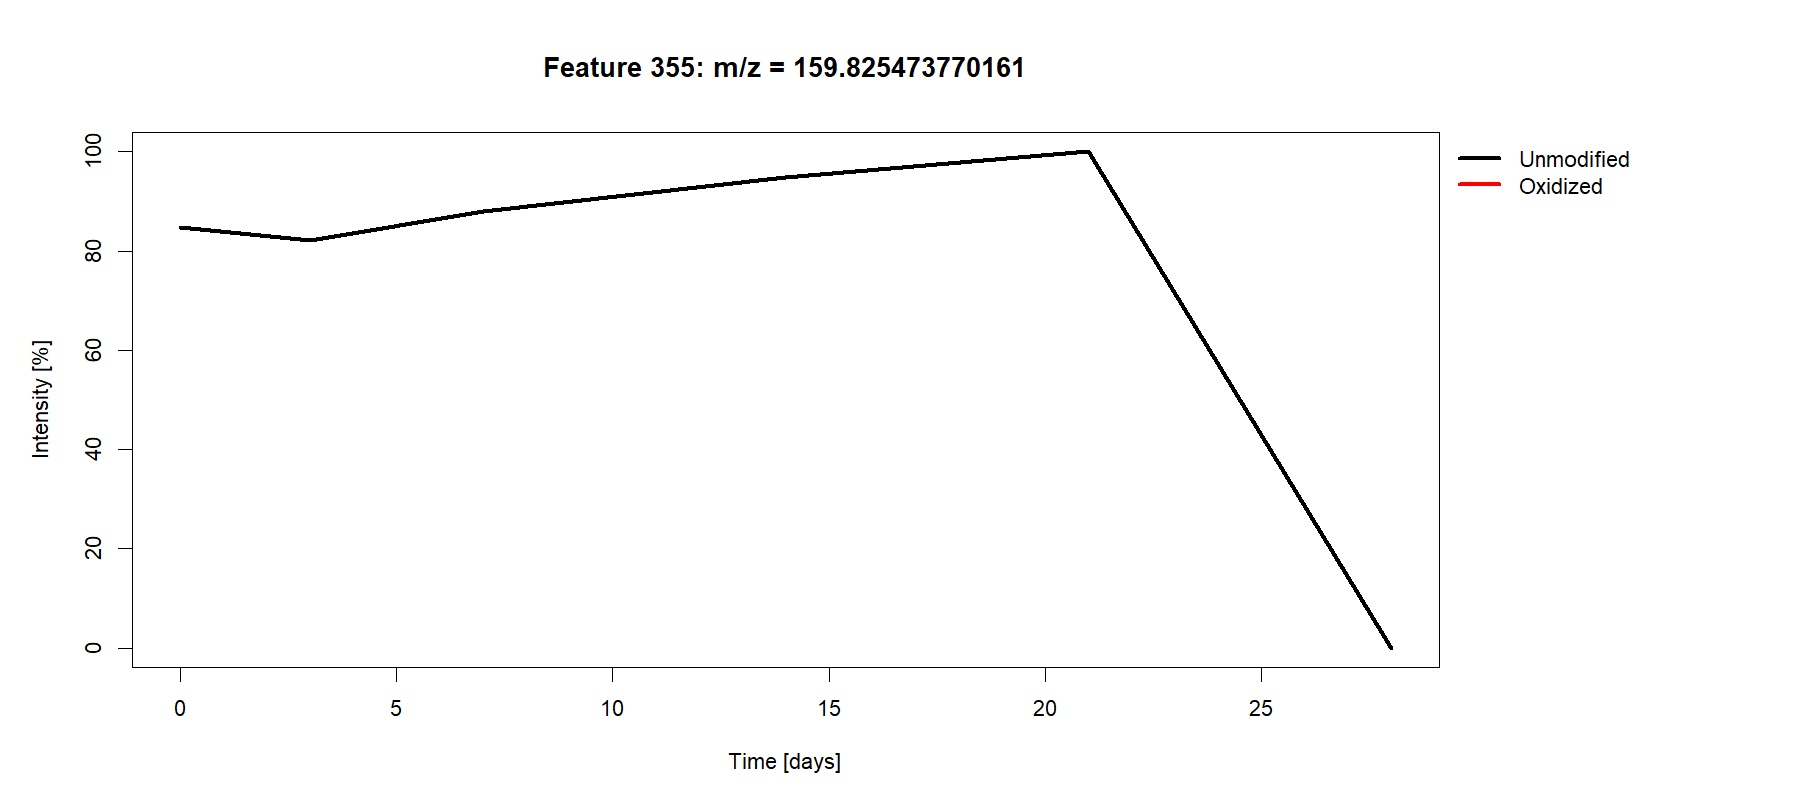 Feature 355: m/z = 159.825473770161
Unmodified
Oxidized
Intensity [%]
100
80
60
40
20
0
0 5 10 15 20 25
Time [days]